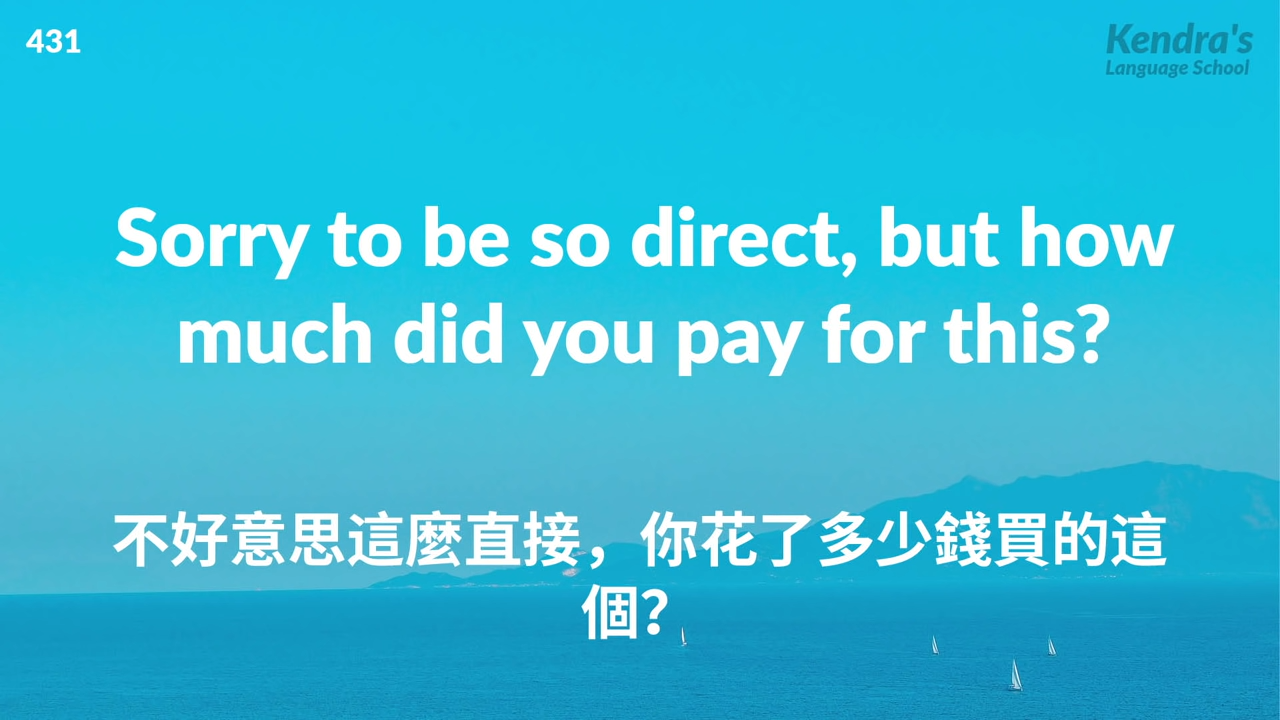 431
Kendra's
Language School
Sorry to be so direct, but how
much did you pay for this?
不好意思這麼直接，你花了多少錢買的這
個？